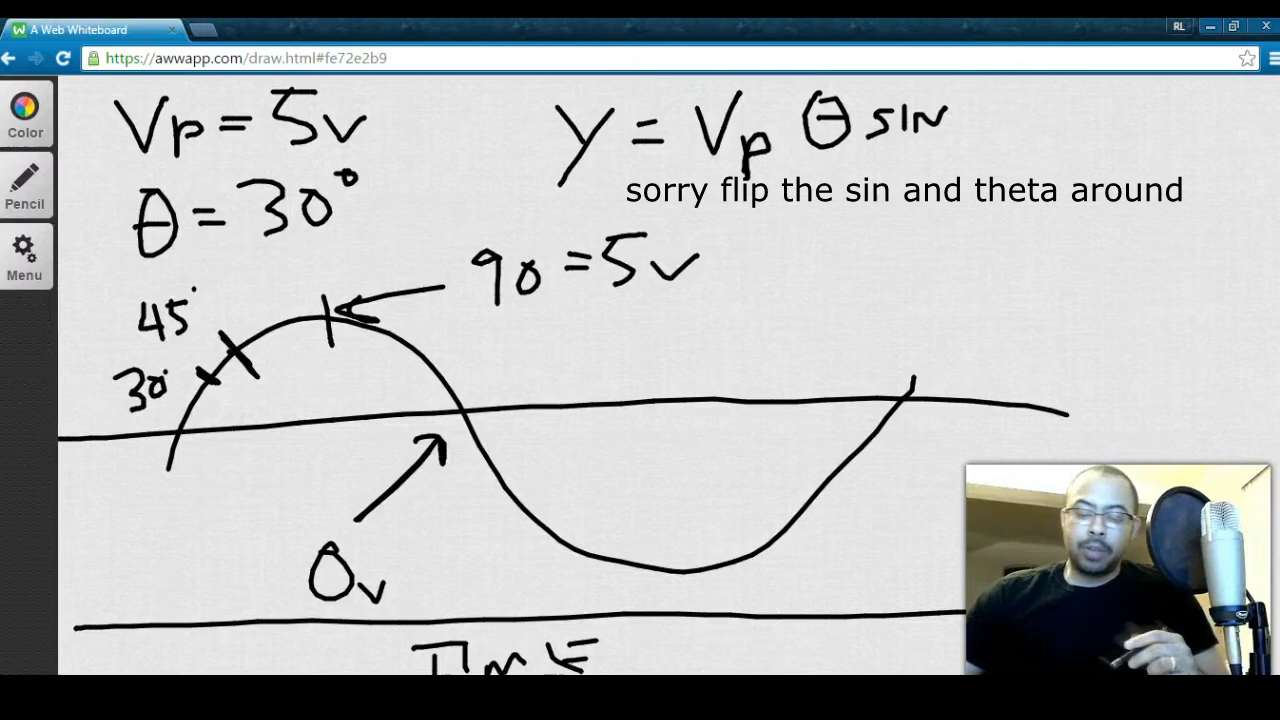 A Web Whiteboard
RL
https://awwapp.com/draw.html#fe72e2b9
Color
Pencil
Menu
Vp = 5v
y = Vp θ sin
sorry flip the sin and theta around
θ = 30°
90 = 5v
45°
30°
0v
TIME